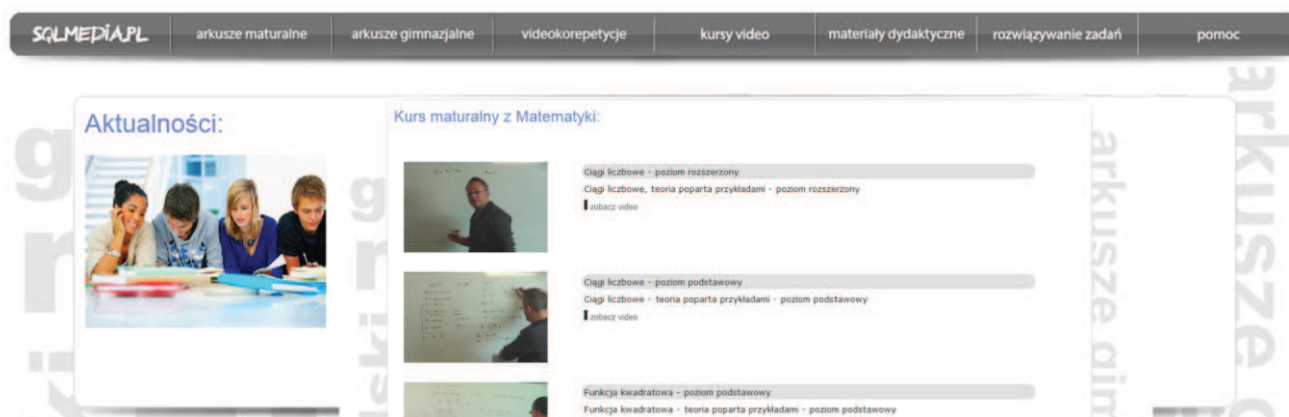 SQLMEDIA.PL
arkusze maturalne
arkusze gimnazjalne
videokorepetycje
kursy video
materiały dydaktyczne
rozwiązywanie zadań
pomoc
Aktualności:
Kurs maturalny z Matematyki:
Ciągi liczbowe - poziom rozszerzony
Ciągi liczbowe, teoria poparta przykładami - poziom rozszerzony
zobacz video
Ciągi liczbowe - poziom podstawowy
Ciągi liczbowe - teoria poparta przykładami - poziom podstawowy
zobacz video
Funkcja kwadratowa - poziom podstawowy
Funkcja kwadratowa - teoria poparta przykładami - poziom podstawowy
arkusze gim
arkusze